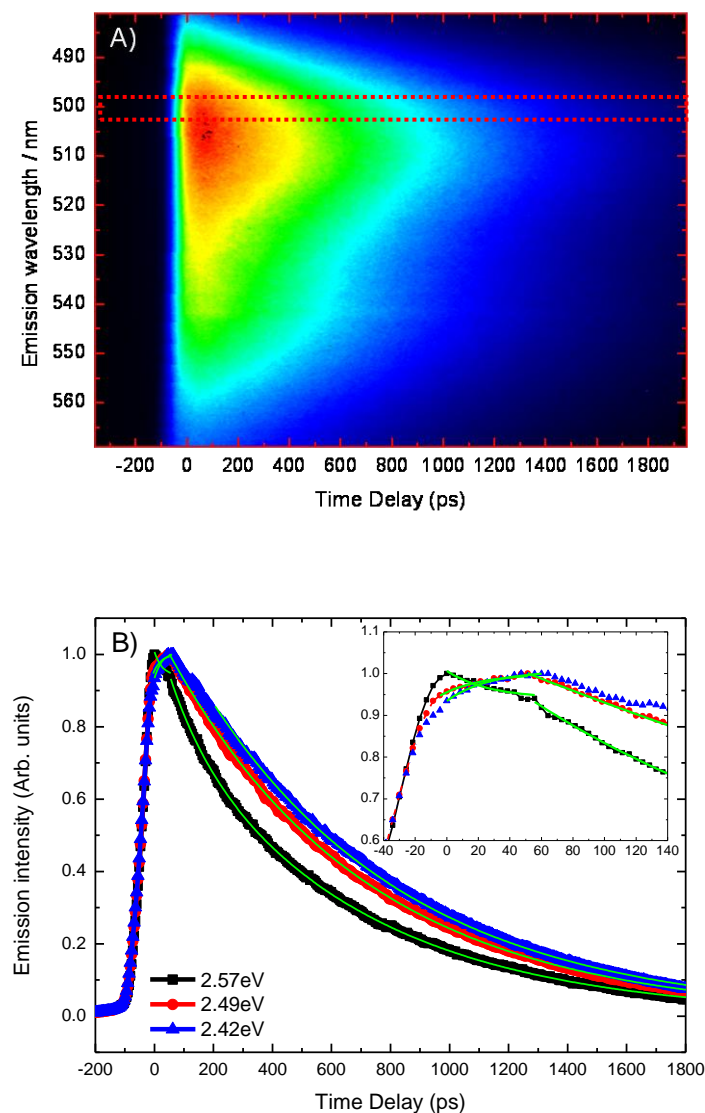 A)
490
500
510
520
530
540
550
560
Emission wavelength / nm
-200 0 200 400 600 800 1000 1200 1400 1600 1800
Time Delay (ps)
B)
1.0
0.8
0.6
0.4
0.2
0.0
Emission intensity (Arb. units)
1.1
1.0
0.9
0.8
0.7
0.6
-40 -20 0 20 40 60 80 100 120 140
2.57eV
2.49eV
2.42eV
-200 0 200 400 600 800 1000 1200 1400 1600 1800
Time Delay (ps)